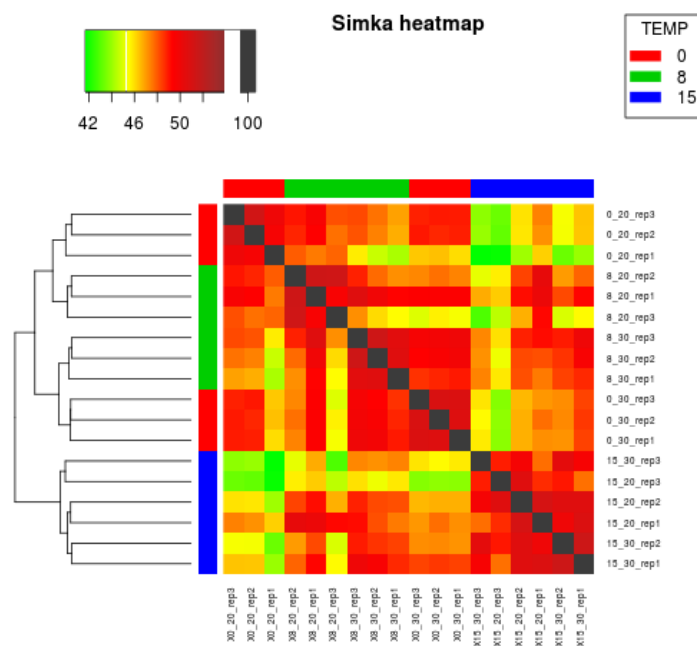 Simka heatmap
TEMP
0
8
15
42 46 50 100
0_20_rep3
0_20_rep2
0_20_rep1
8_20_rep2
8_20_rep1
8_20_rep3
8_30_rep3
8_30_rep2
8_30_rep1
0_30_rep3
0_30_rep2
0_30_rep1
15_30_rep3
15_20_rep3
15_20_rep2
15_20_rep1
15_30_rep2
15_30_rep1
X0_20_rep3
X0_20_rep2
X0_20_rep1
X8_20_rep2
X8_20_rep1
X8_20_rep3
X8_30_rep3
X8_30_rep2
X8_30_rep1
X0_30_rep3
X0_30_rep2
X0_30_rep1
X15_30_rep3
X15_20_rep3
X15_20_rep2
X15_20_rep1
X15_30_rep2
X15_30_rep1